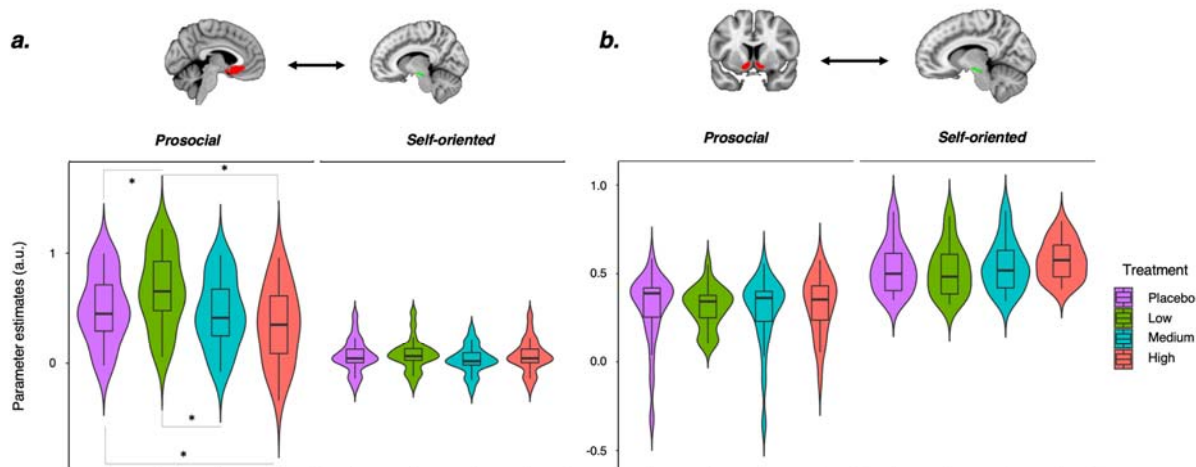 a.
Prosocial Self-oriented
*
*
Parameter estimates (a.u.)
1
0
*
*
b.
Prosocial Self-oriented
1.0
0.5
0.0
-0.5
Treatment
Placebo
Low
Medium
High